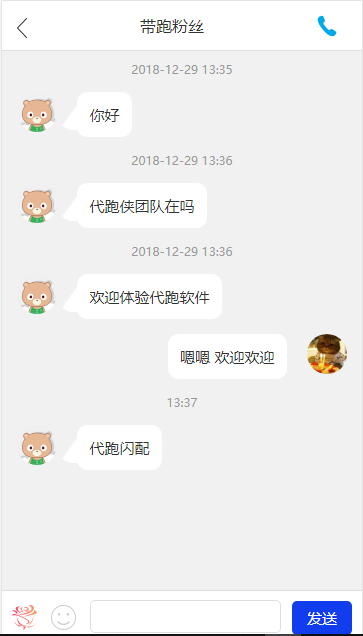 带跑粉丝
2018-12-29 13:35
你好
2018-12-29 13:36
代跑侠团队在吗
2018-12-29 13:36
欢迎体验代跑软件
嗯嗯 欢迎欢迎
13:37
代跑闪配
发送